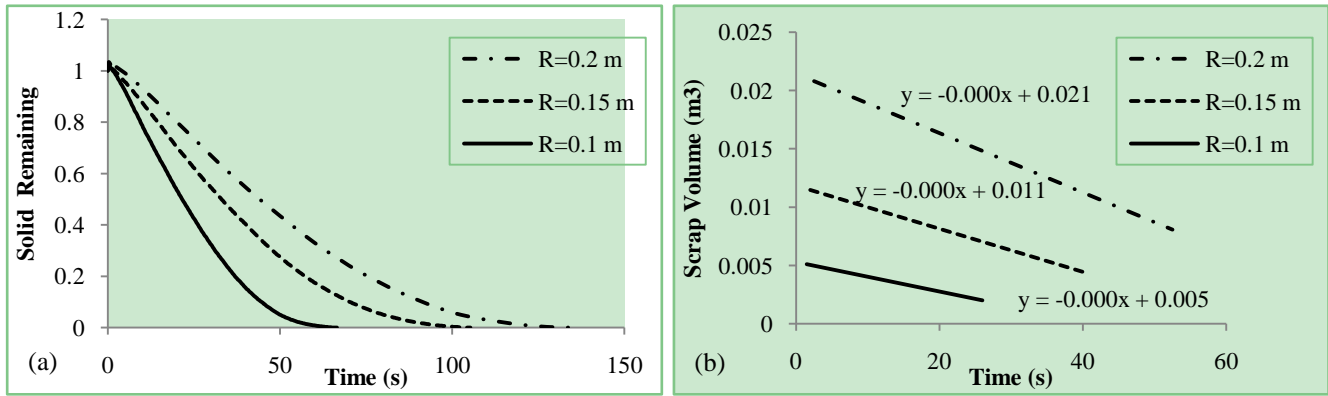 1.2
1
0.8
0.6
0.4
0.2
0
0
50
100
150
Solid Remaining
Time (s)
R=0.2 m
R=0.15 m
R=0.1 m
(a)
0.025
0.02
0.015
0.01
0.005
0
0
20
40
60
Scrap Volume (m3)
Time (s)
y = -0.000x + 0.021
y = -0.000x + 0.011
y = -0.000x + 0.005
R=0.2 m
R=0.15 m
R=0.1 m
(b)